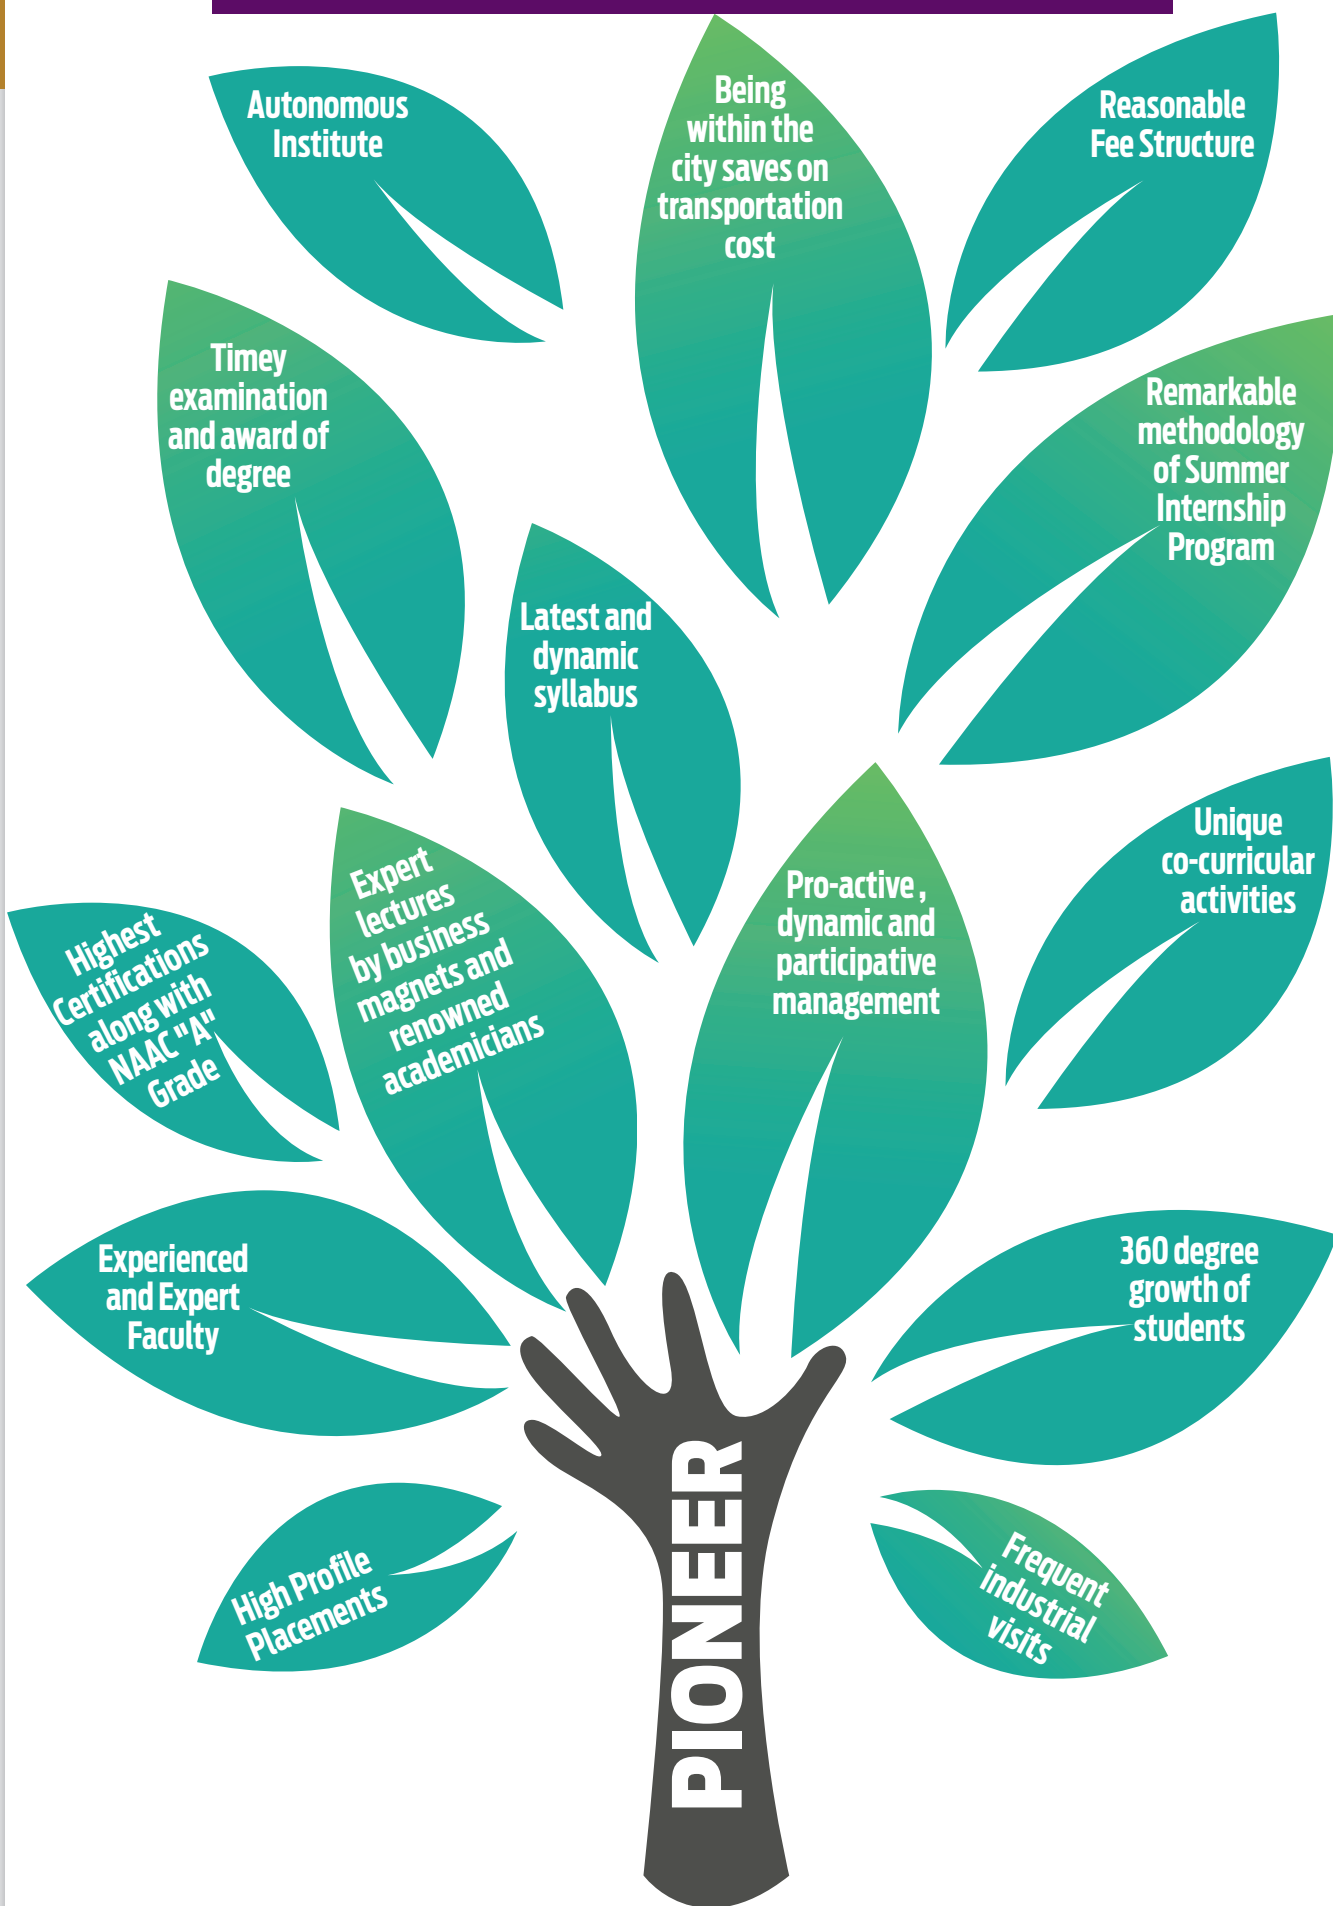 Autonomous
Institute
Being
within the
city saves on
transportation
cost
Reasonable
Fee Structure
Timey
examination
and award of
degree
Remarkable
methodology
of Summer
Internship
Program
Latest and
dynamic
syllabus
Unique
co-curricular
activities
Expert
lectures
by business
magnets and
renowned
academicians
Pro-active ,
dynamic and
participative
management
Highest
Certifications
along with
NAAC "A"
Grade
Experienced
and Expert
Faculty
360 degree
growth of
students
High Profile
Placements
Frequent
industrial
visits
PIONEER